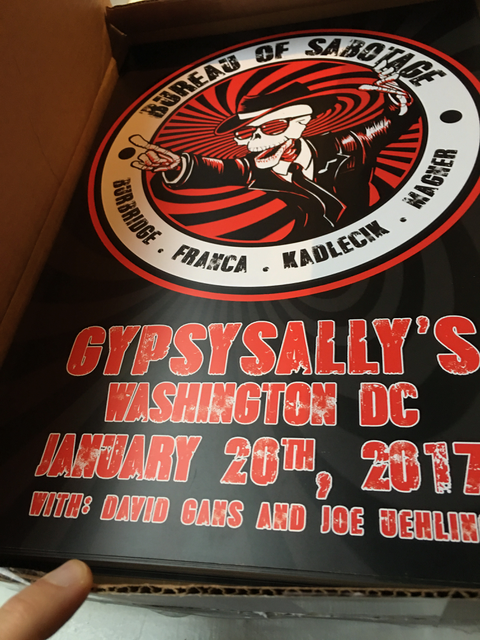 BUREAU OF SABOTAGE
BURBRIDGE · FRANCA · KADLECIK · WAGNER
GYPSYSALLY'S
WASHINGTON DC
JANUARY 20TH, 2017
WITH: DAVID GANS AND JOE UEHLIN